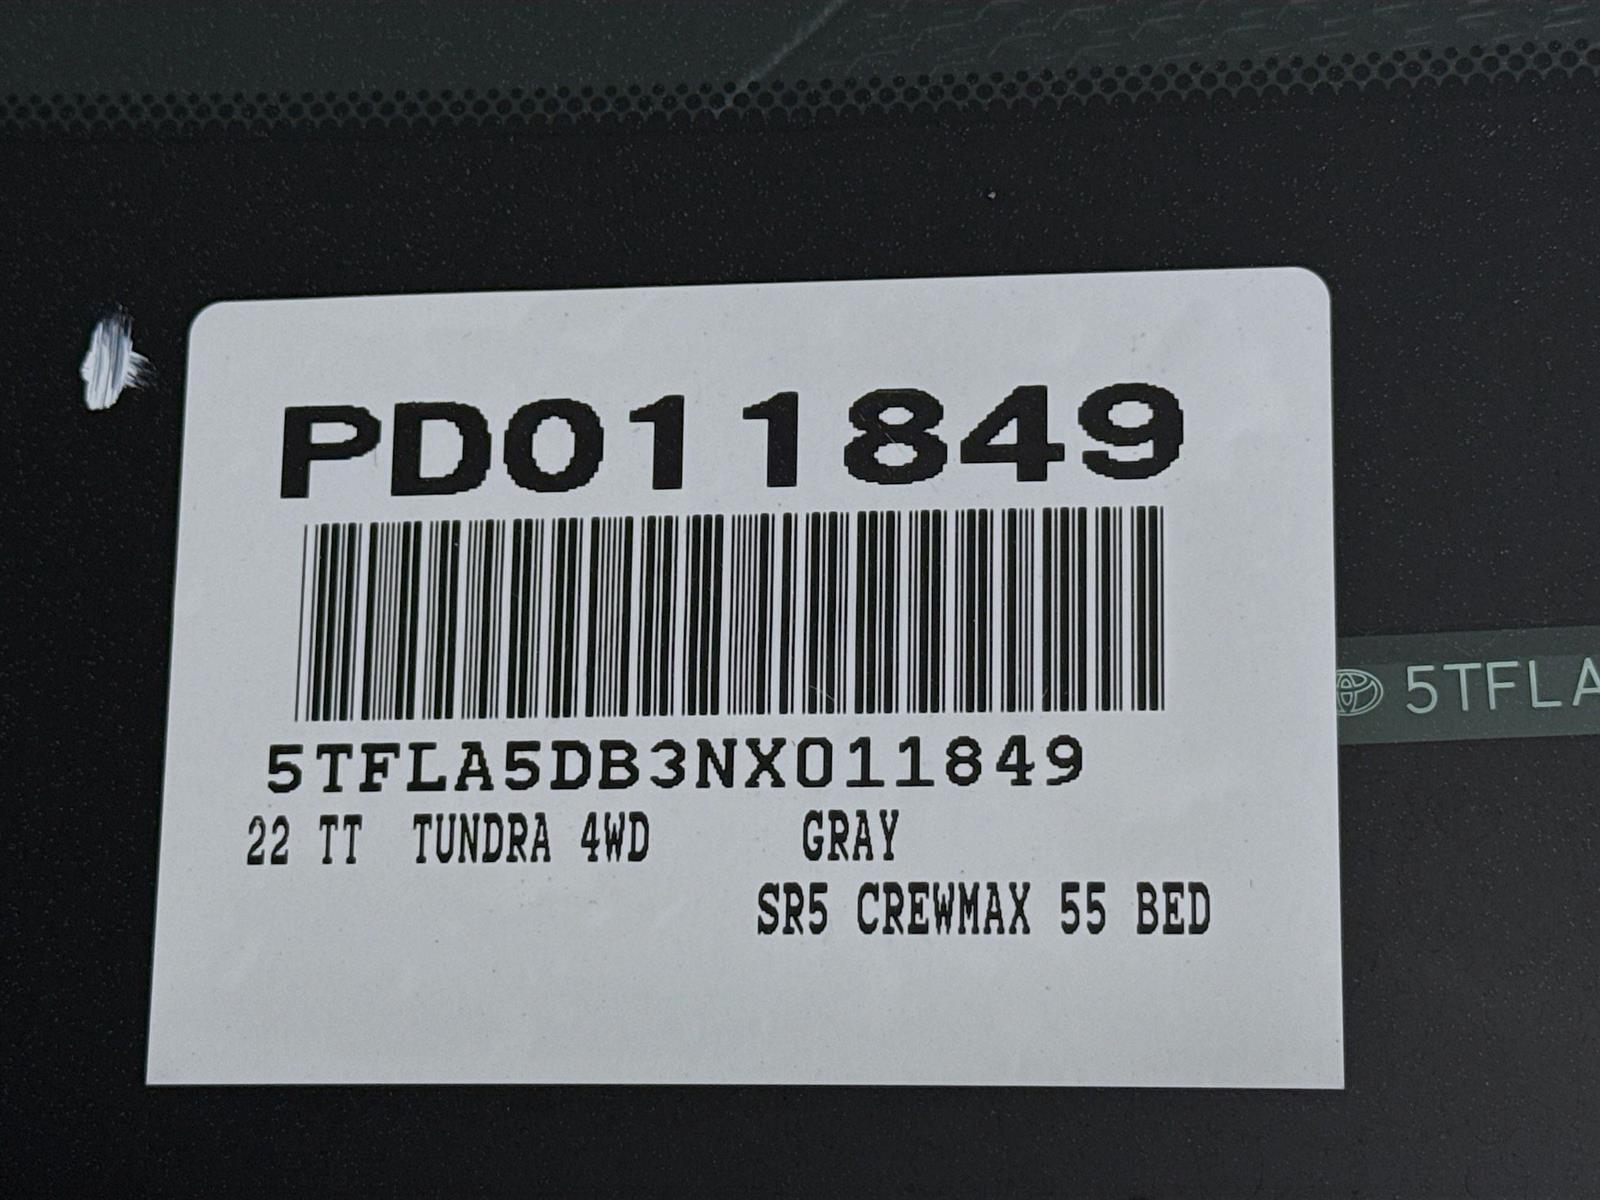 PD011849
5TFLA5DB3NX011849
22 TT TUNDRA 4WD GRAY
SR5 CREWMAX 55 BED
5TFLA